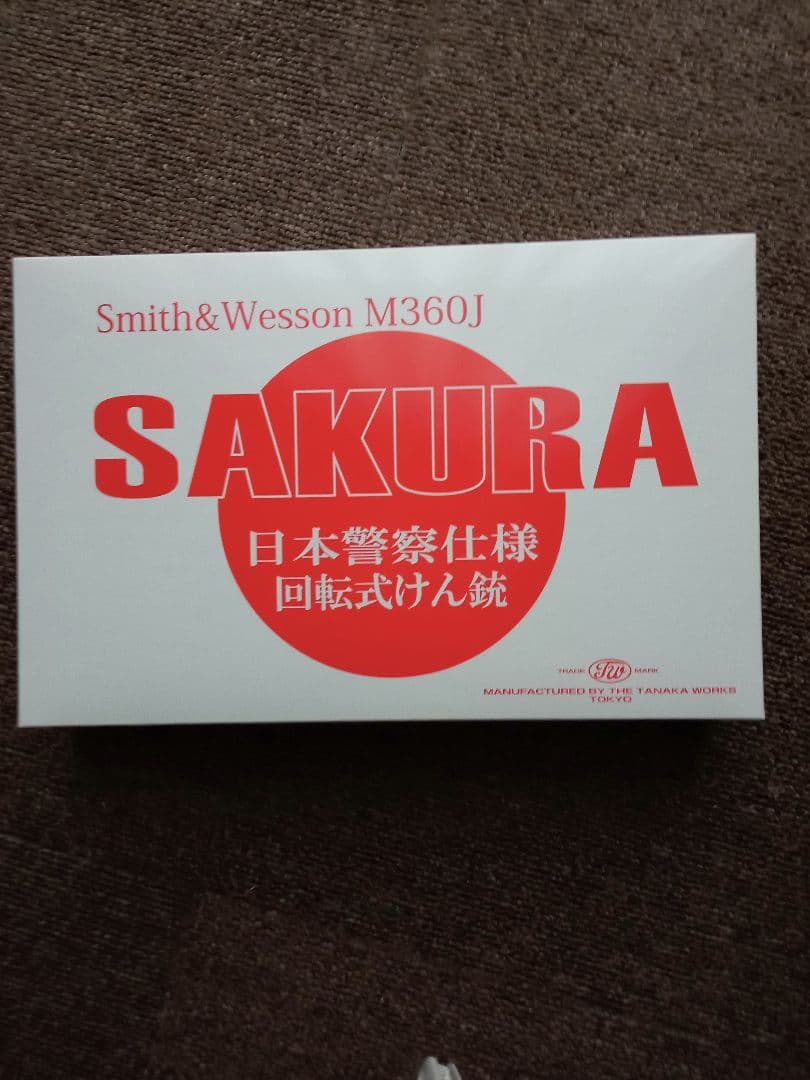 Smith&Wesson M360J
SAKURA
日本警察仕様
回転式けん銃
TRADE TW MARK
MANUFACTURED BY THE TANAKA WORKS
TOKYO